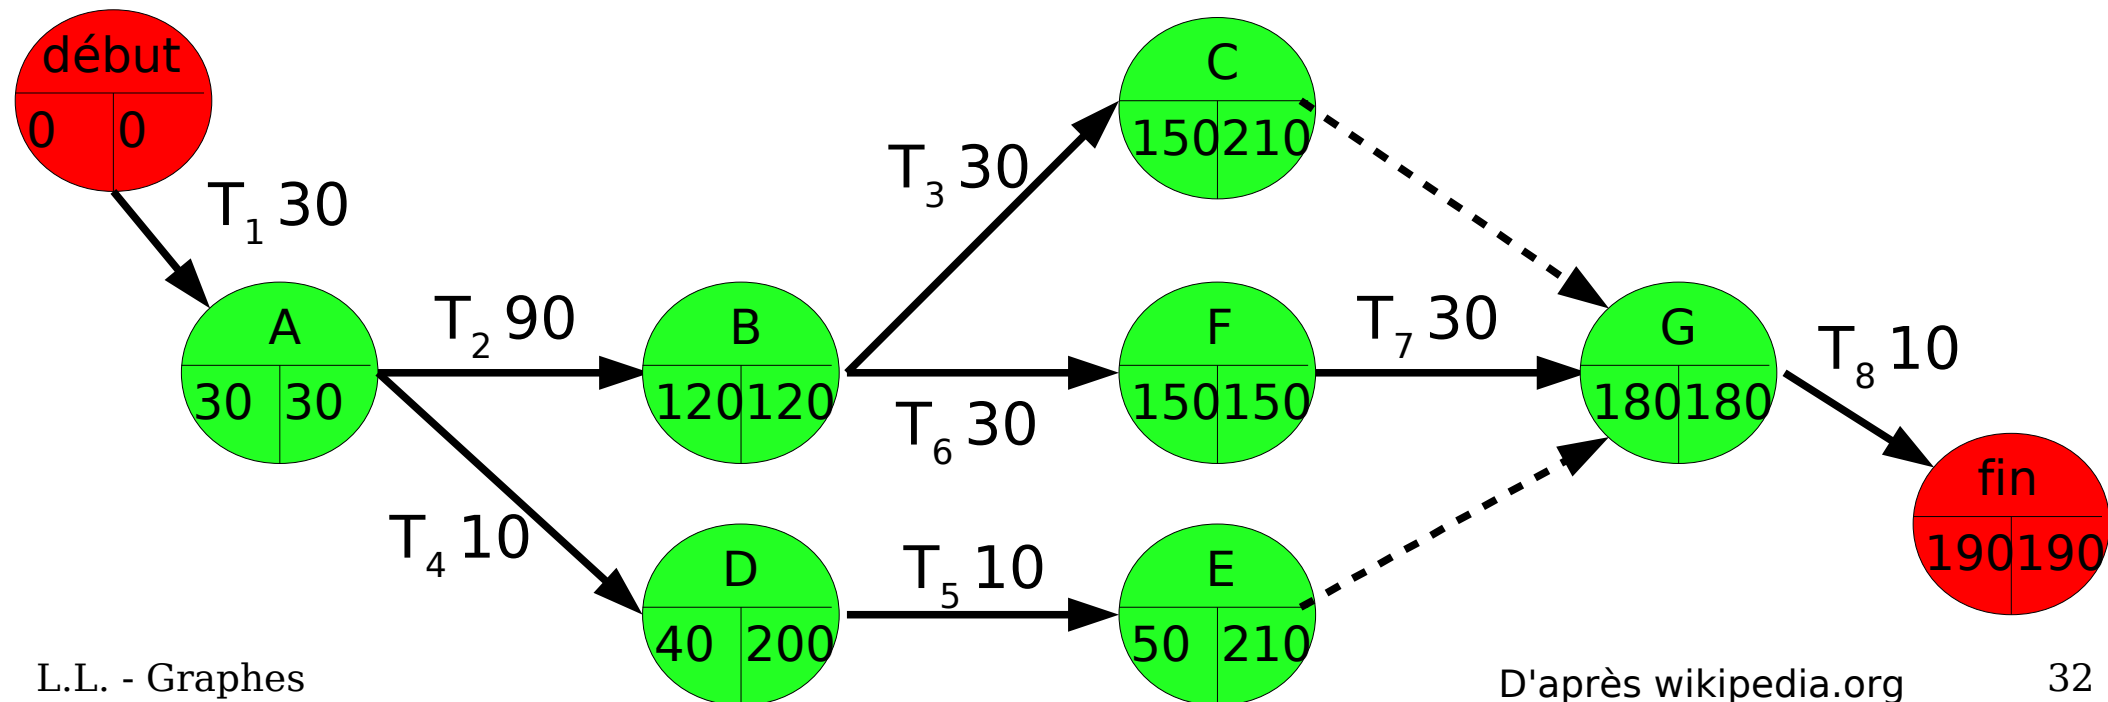 début
0 0
T1 30
A
30 30
T2 90
B
120 120
T3 30
C
150 210
T6 30
F
150 150
T7 30
G
180 180
T8 10
fin
190 190
T4 10
D
40 200
T5 10
E
50 210
L.L. - Graphes
D'après wikipedia.org
32